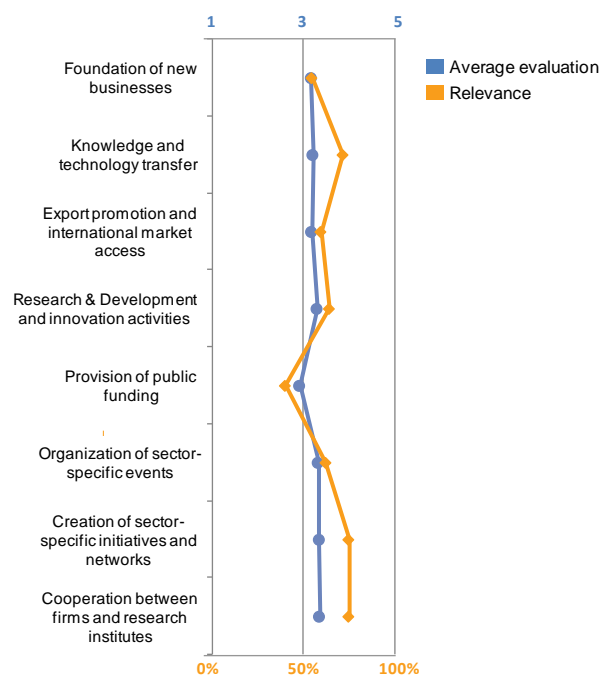 1 3 5
Average evaluation
Relevance
Foundation of new
businesses
Knowledge and
technology transfer
Export promotion and
international market
access
Research & Development
and innovation activities
Provision of public
funding
Organization of sector-
specific events
Creation of sector-
specific initiatives and
networks
Cooperation between
firms and research
institutes
0% 50% 100%